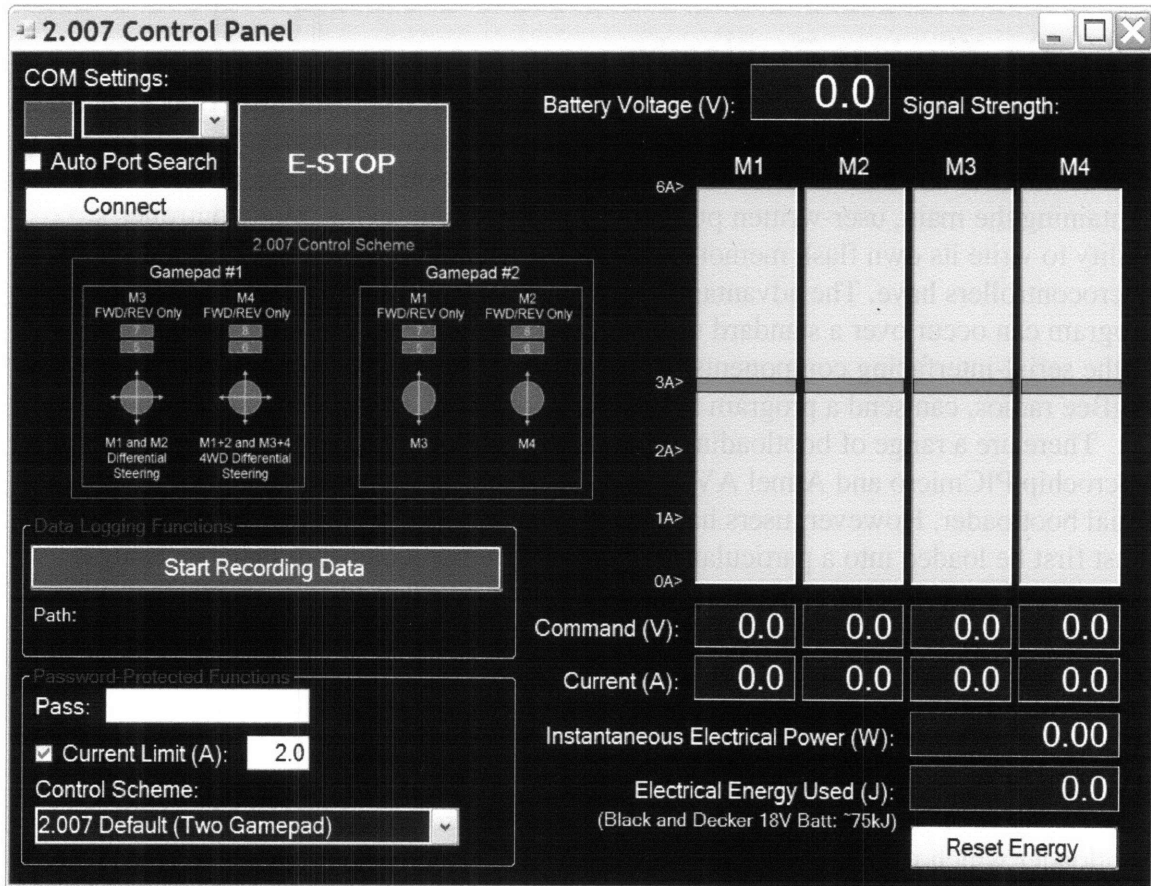 2.007 Control Panel
COM Settings:
Auto Port Search
Connect
E-STOP
Battery Voltage (V):
0.0
Signal Strength:
2.007 Control Scheme
Gamepad #1
M3
FWD/REV Only
7
5
M1 and M2
Differential
Steering
M4
FWD/REV Only
8
6
M1+2 and M3+4
4WD Differential
Steering
Gamepad #2
M1
FWD/REV Only
7
5
M3
M2
FWD/REV Only
8
6
M4
M1 M2 M3 M4
6A>
3A>
2A>
1A>
0A>
Data Logging Functions
Start Recording Data
Path:
Password-Protected Functions
Pass:
Current Limit (A): 2.0
Control Scheme:
2.007 Default (Two Gamepad)
Command (V): 0.0 0.0 0.0 0.0
Current (A): 0.0 0.0 0.0 0.0
Instantaneous Electrical Power (W): 0.00
Electrical Energy Used (J): 0.0
(Black and Decker 18V Batt: ~75kJ)
Reset Energy